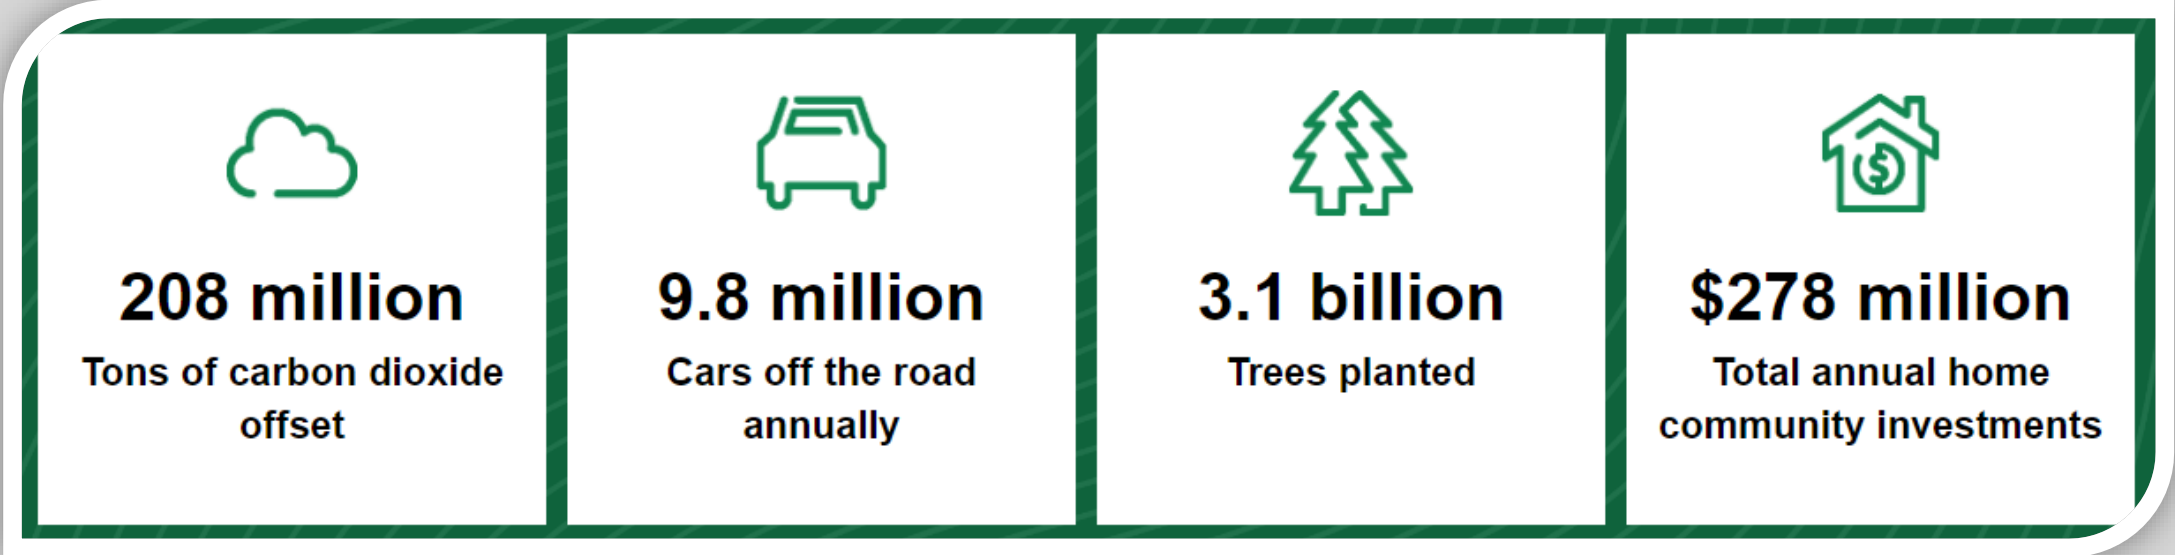 208 million
Tons of carbon dioxide
offset
9.8 million
Cars off the road
annually
3.1 billion
Trees planted
$278 million
Total annual home
community investments